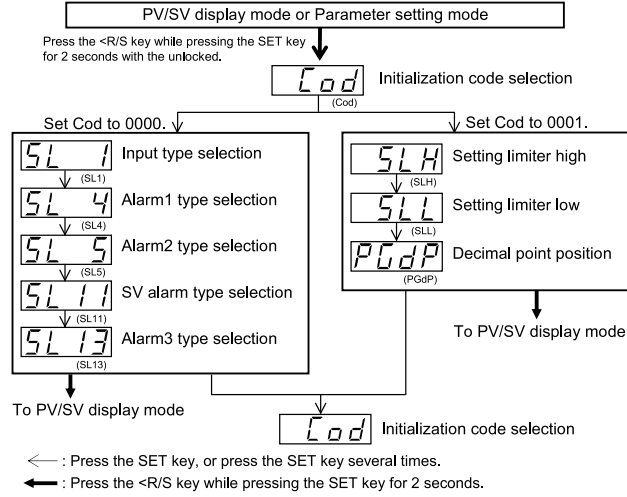 PV/SV display mode or Parameter setting mode
Press the <R/S key while pressing the SET key
for 2 seconds with the unlocked.
Cod Initialization code selection
(Cod)
Set Cod to 0000.
SL 1 Input type selection
(SL1)
SL 4 Alarm1 type selection
(SL4)
SL 5 Alarm2 type selection
(SL5)
SL 11 SV alarm type selection
(SL11)
SL 13 Alarm3 type selection
(SL13)
To PV/SV display mode
Set Cod to 0001.
SLH Setting limiter high
(SLH)
SLL Setting limiter low
(SLL)
PGdP Decimal point position
(PGdP)
To PV/SV display mode
Cod Initialization code selection
: Press the SET key, or press the SET key several times.
: Press the <R/S key while pressing the SET key for 2 seconds.